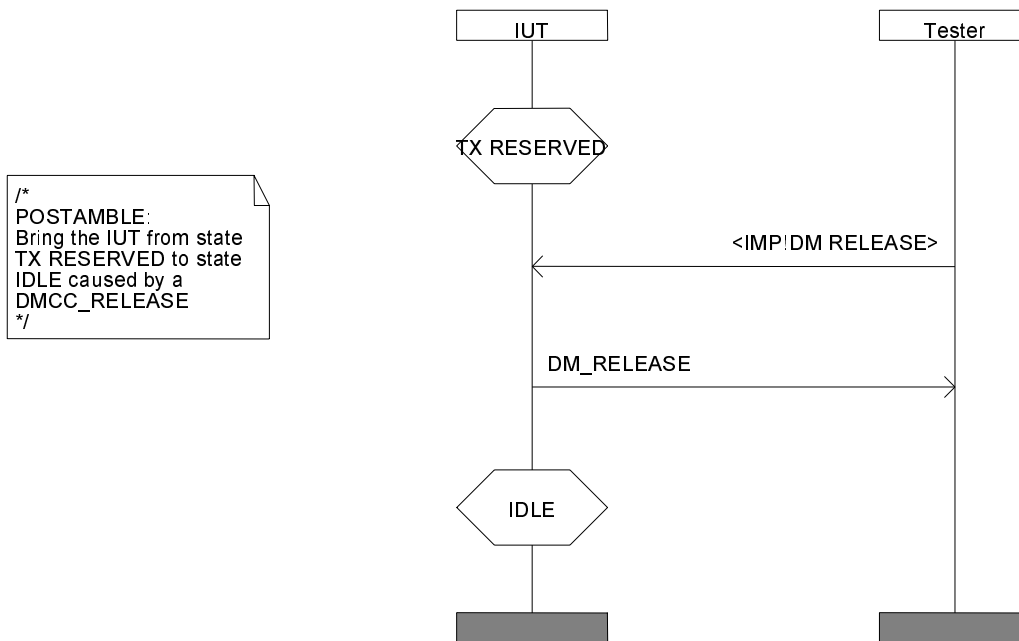 IUT
Tester
TX RESERVED
/*
POSTAMBLE:
Bring the IUT from state
TX RESERVED to state
IDLE caused by a
DMCC_RELEASE
*/
<IMP!DM RELEASE>
DM_RELEASE
IDLE